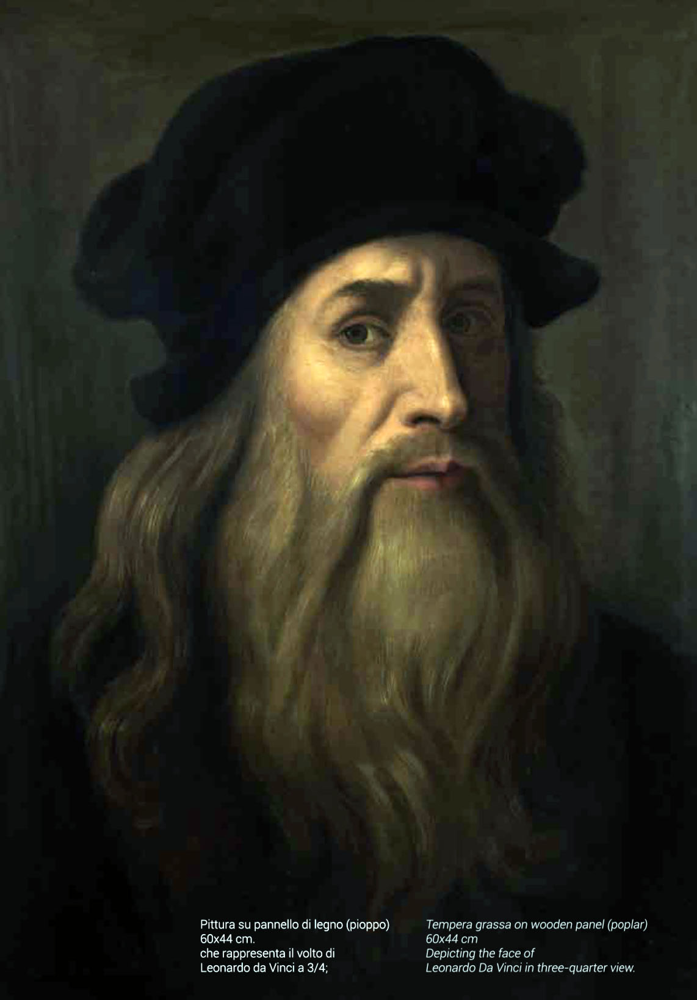 Pittura su pannello di legno (pioppo)
60x44 cm.
che rappresenta il volto di
Leonardo da Vinci a 3/4;
Tempera grassa on wooden panel (poplar)
60x44 cm
Depicting the face of
Leonardo Da Vinci in three-quarter view.